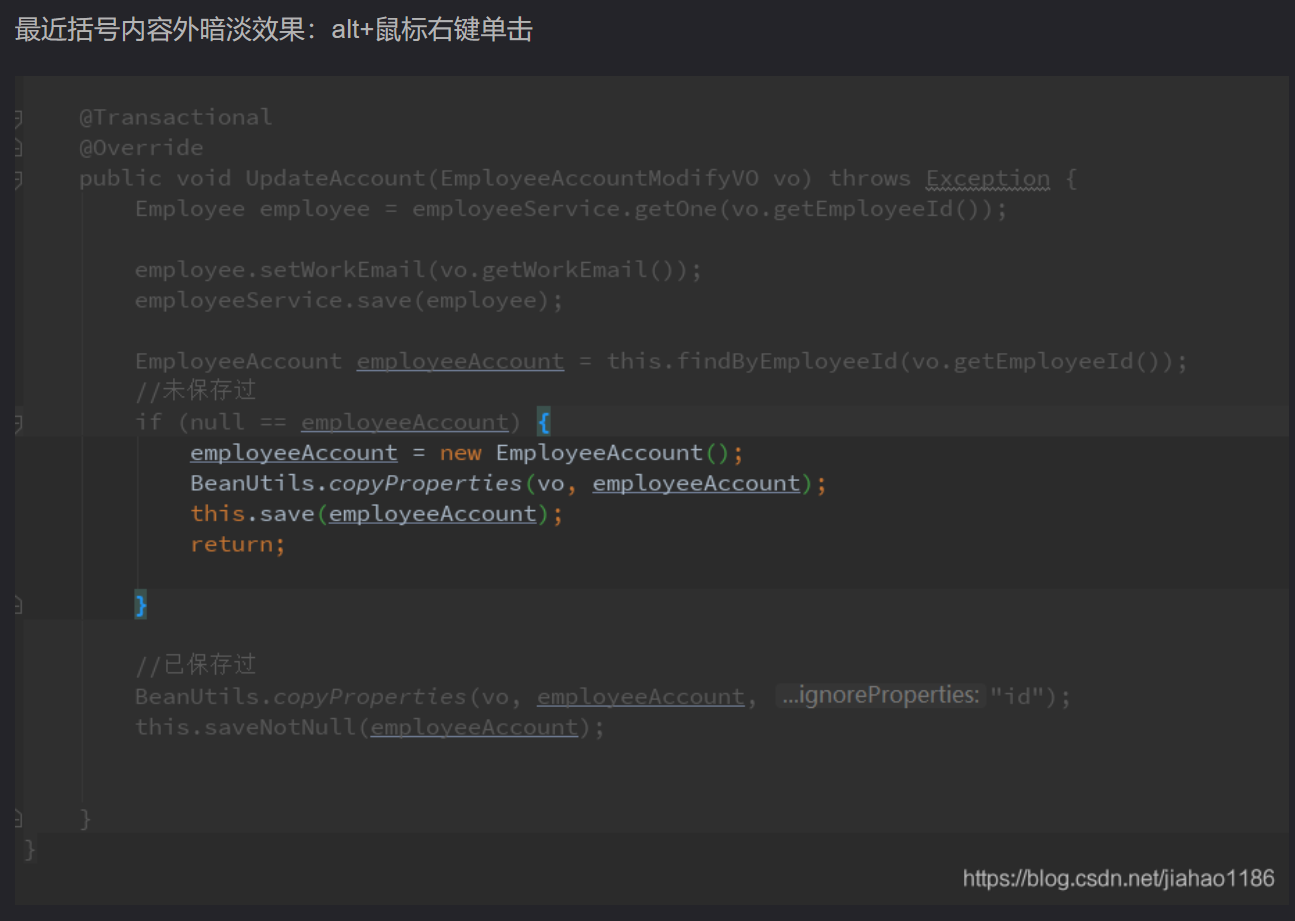 最近括号内容外暗淡效果：alt+鼠标右键单击
@Transactional
@Override
public void UpdateAccount(EmployeeAccountModifyVO vo) throws Exception {
Employee employee = employeeService.getOne(vo.getEmployeeId());
employee.setWorkEmail(vo.getWorkEmail());
employeeService.save(employee);
EmployeeAccount employeeAccount = this.findByEmployeeId(vo.getEmployeeId());
//未保存过
if (null == employeeAccount) {
employeeAccount = new EmployeeAccount();
BeanUtils.copyProperties(vo, employeeAccount);
this.save(employeeAccount);
return;
}
//已保存过
BeanUtils.copyProperties(vo, employeeAccount, ...ignoreProperties: "id");
this.saveNotNull(employeeAccount);
}
}
https://blog.csdn.net/jiahao1186